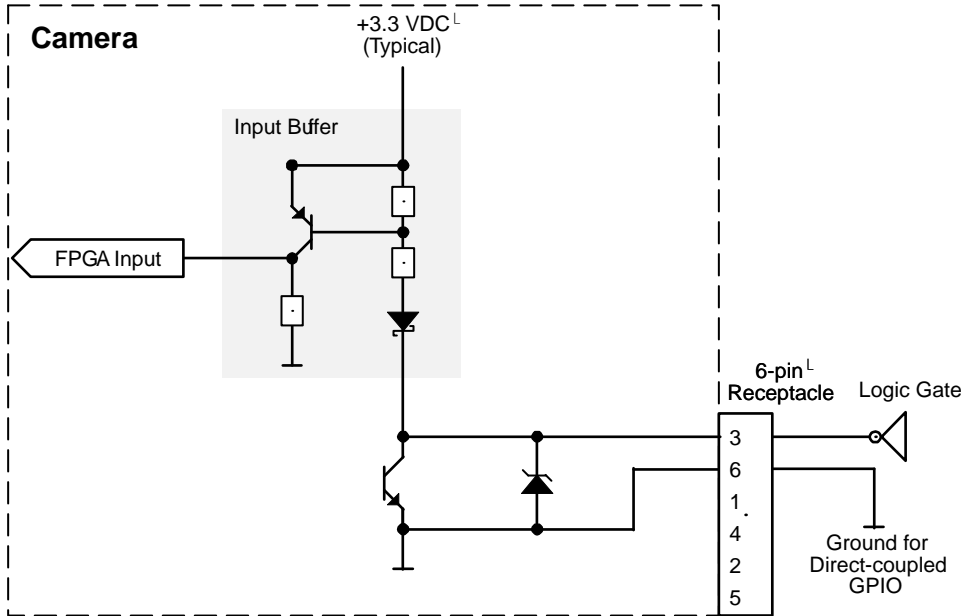 Camera
+3.3 VDC└
(Typical)
Input Buffer
FPGA Input
6-pin└
Receptacle
Logic Gate
3
6
1
4
2
5
Ground for
Direct-coupled
GPIO